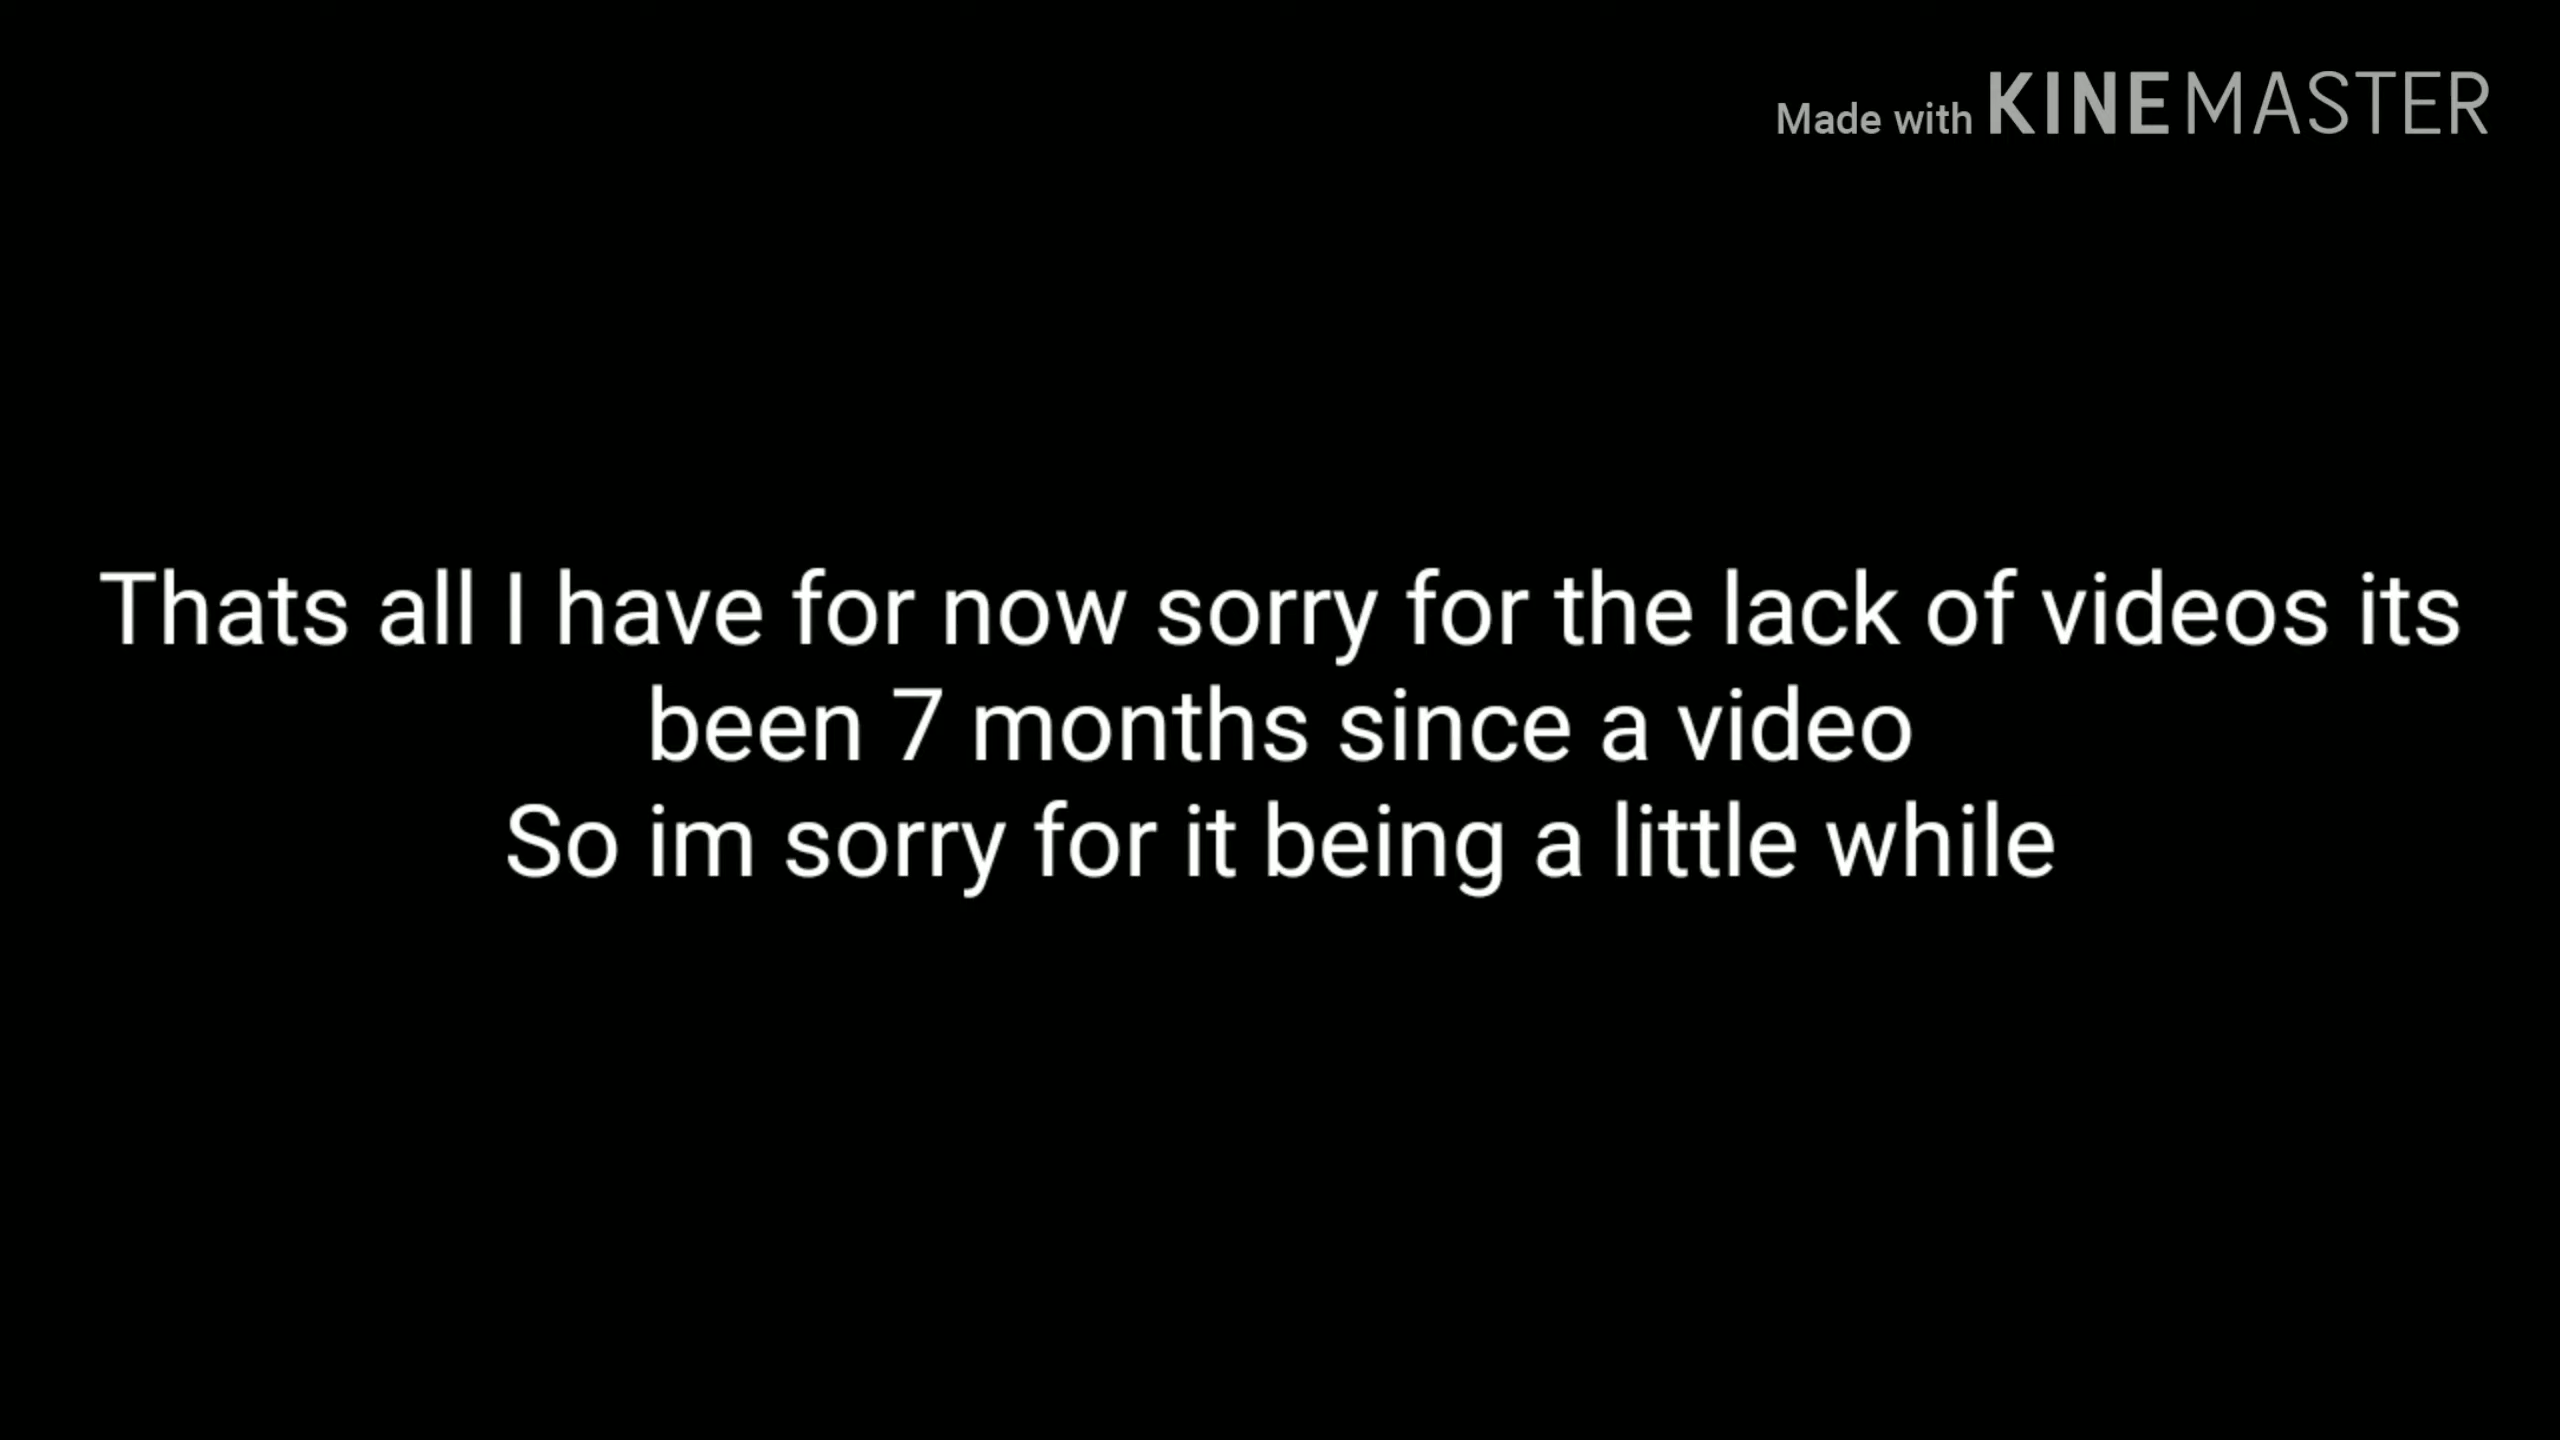 Made with KINEMASTER
Thats all I have for now sorry for the lack of videos its
been 7 months since a video
So im sorry for it being a little while